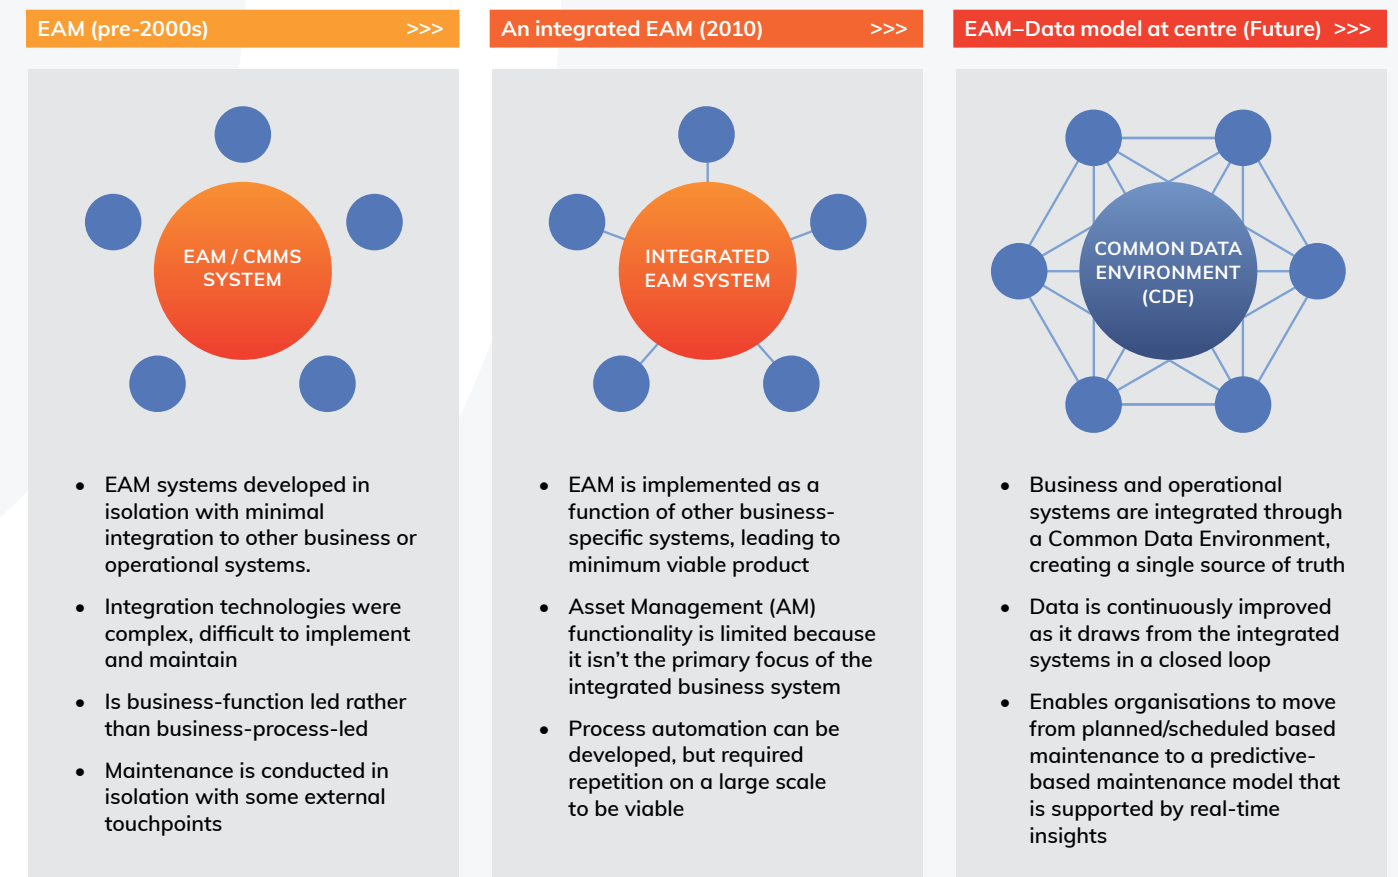 EAM (pre-2000s) >>>
EAM / CMMS
SYSTEM
• EAM systems developed in
isolation with minimal
integration to other business or
operational systems.
• Integration technologies were
complex, difficult to implement
and maintain
• Is business-function led rather
than business-process-led
• Maintenance is conducted in
isolation with some external
touchpoints
An integrated EAM (2010) >>>
INTEGRATED
EAM SYSTEM
• EAM is implemented as a
function of other business-
specific systems, leading to
minimum viable product
• Asset Management (AM)
functionality is limited because
it isn’t the primary focus of the
integrated business system
• Process automation can be
developed, but required
repetition on a large scale
to be viable
EAM–Data model at centre (Future) >>>
COMMON DATA
ENVIRONMENT
(CDE)
• Business and operational
systems are integrated through
a Common Data Environment,
creating a single source of truth
• Data is continuously improved
as it draws from the integrated
systems in a closed loop
• Enables organisations to move
from planned/scheduled based
maintenance to a predictive-
based maintenance model that
is supported by real-time
insights